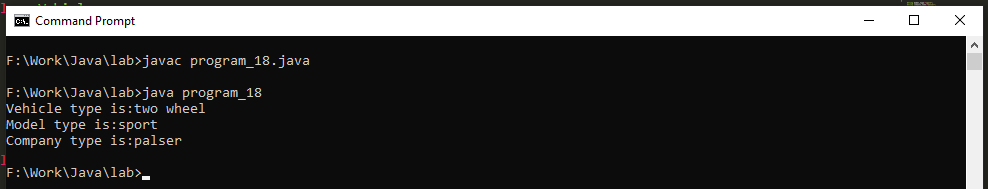 Command Prompt
F:\Work\Java\lab>javac program_18.java
F:\Work\Java\lab>java program_18
Vehicle type is:two wheel
Model type is:sport
Company type is:palser
F:\Work\Java\lab>